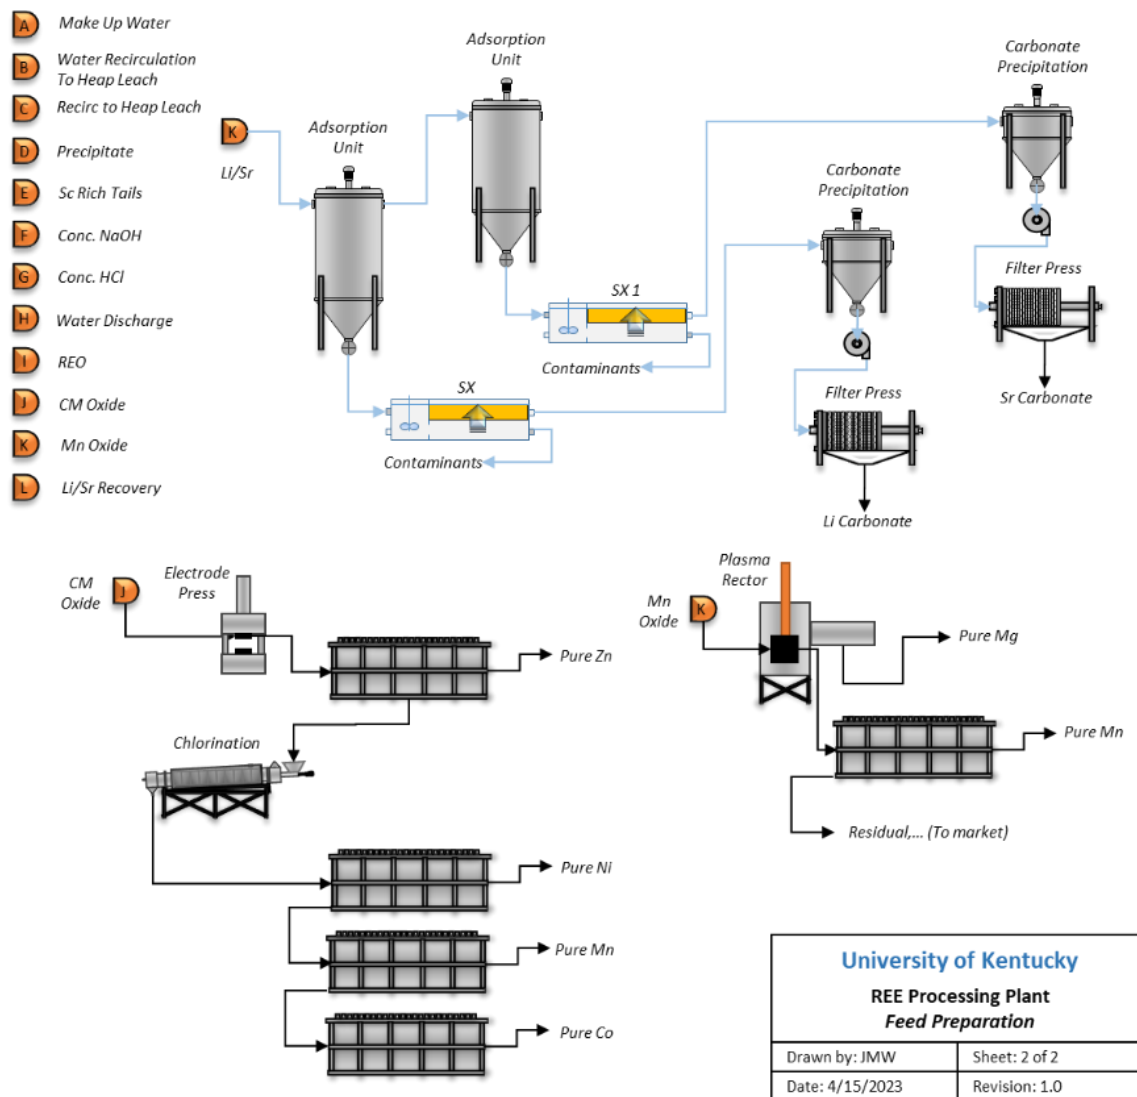 A Make Up Water
B Water Recirculation
To Heap Leach
C Recirc to Heap Leach
D Precipitate
E Sc Rich Tails
F Conc. NaOH
G Conc. HCl
H Water Discharge
I REO
J CM Oxide
K Mn Oxide
L Li/Sr Recovery
K
Li/Sr
Adsorption
Unit
Adsorption
Unit
SX 1
Contaminants
SX
Contaminants
Carbonate
Precipitation
Filter Press
Li Carbonate
Carbonate
Precipitation
Filter Press
Sr Carbonate
CM
Oxide
J
Electrode
Press
Pure Zn
Chlorination
Pure Ni
Pure Mn
Pure Co
Mn
Oxide
K
Plasma
Rector
Pure Mg
Pure Mn
Residual,... (To market)
University of Kentucky
REE Processing Plant
Feed Preparation
Drawn by: JMW
Sheet: 2 of 2
Date: 4/15/2023
Revision: 1.0